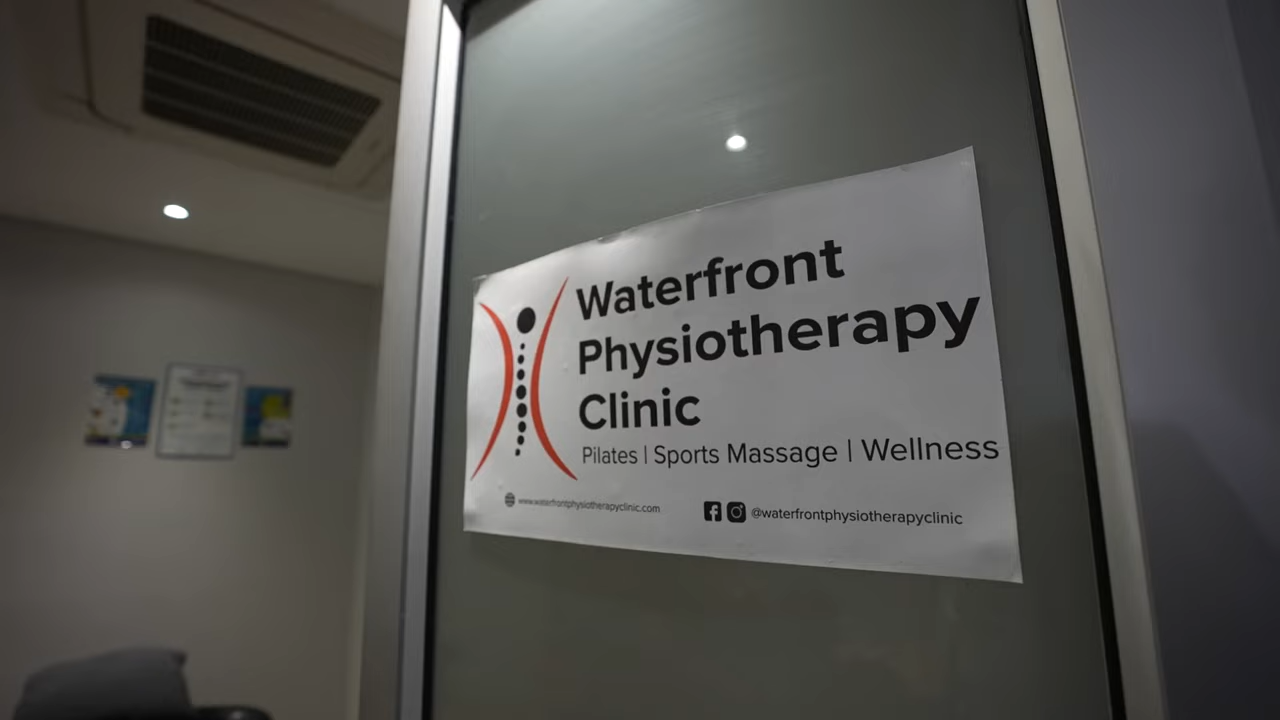 Waterfront
Physiotherapy
Clinic
Pilates | Sports Massage | Wellness
www.waterfrontphysiotherapyclinic.com
@waterfrontphysiotherapyclinic